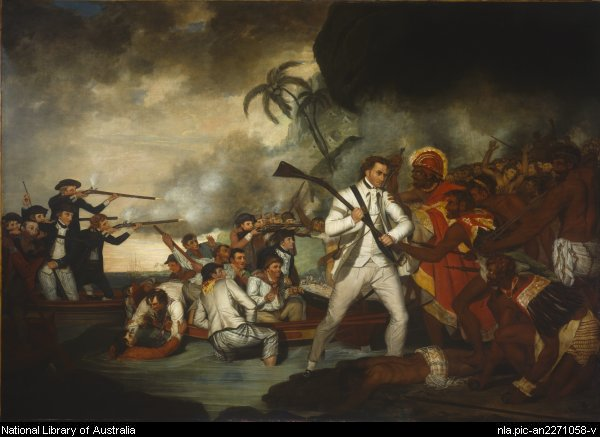 National Library of Australia
nla.pic-an2271058-v